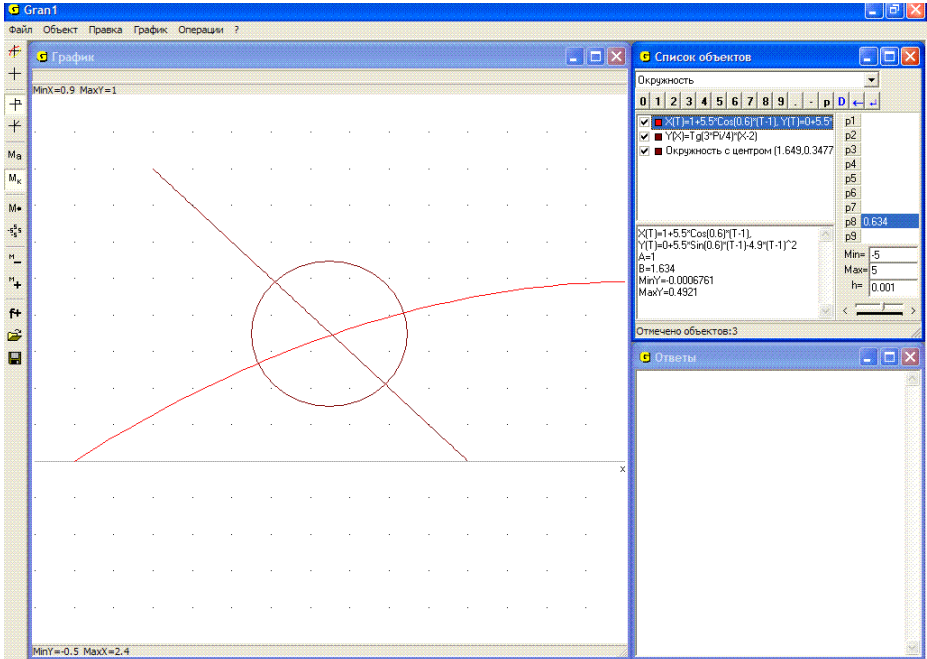 Gran1
Файл Объект Правка График Операции ?
График
MinX=0.9 MaxY=1
x
MinY=-0.5 MaxX=2.4
Ma
Mк
M
M
M
f+
Список объектов
Окружность
0 1 2 3 4 5 6 7 8 9 . - p D
X(T)=1+5.5*Cos(0.6)*(T-1), Y(T)=0+5.5*
Y(X)=Tg(3*Pi/4)*(X-2)
Окружность с центром (1.649,0.3477
p1
p2
p3
p4
p5
p6
p7
p8 0.634
p9
X(T)=1+5.5*Cos(0.6)*(T-1),
Y(T)=0+5.5*Sin(0.6)*(T-1)-4.9*(T-1)^2
A=1
B=1.634
MinY=-0.0006761
MaxY=0.4921
Min= -5
Max= 5
h= 0.001
Отмечено объектов:3
Ответы